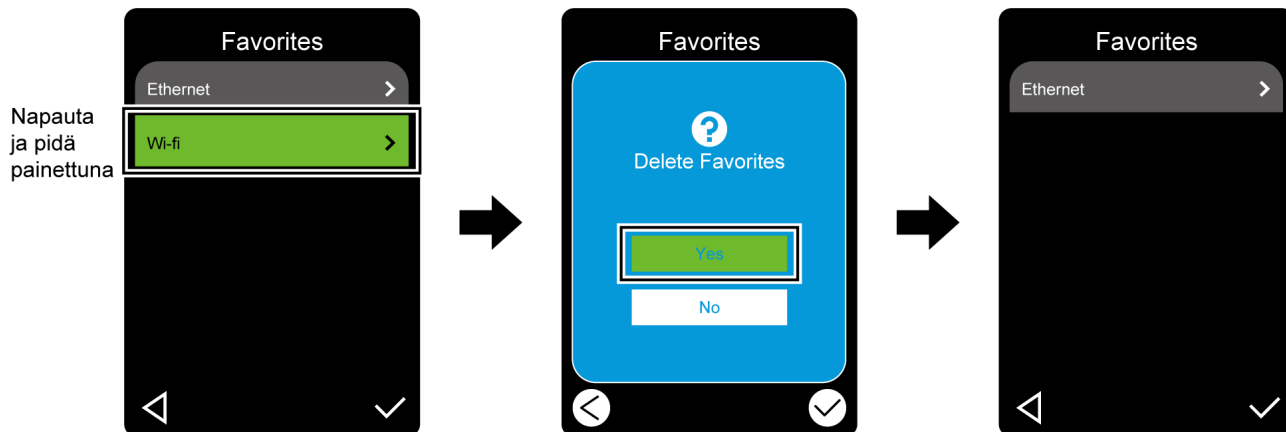 Favorites
Ethernet
Wi-fi
Napauta
ja pidä
painettuna
Favorites
?
Delete Favorites
Yes
No
Favorites
Ethernet